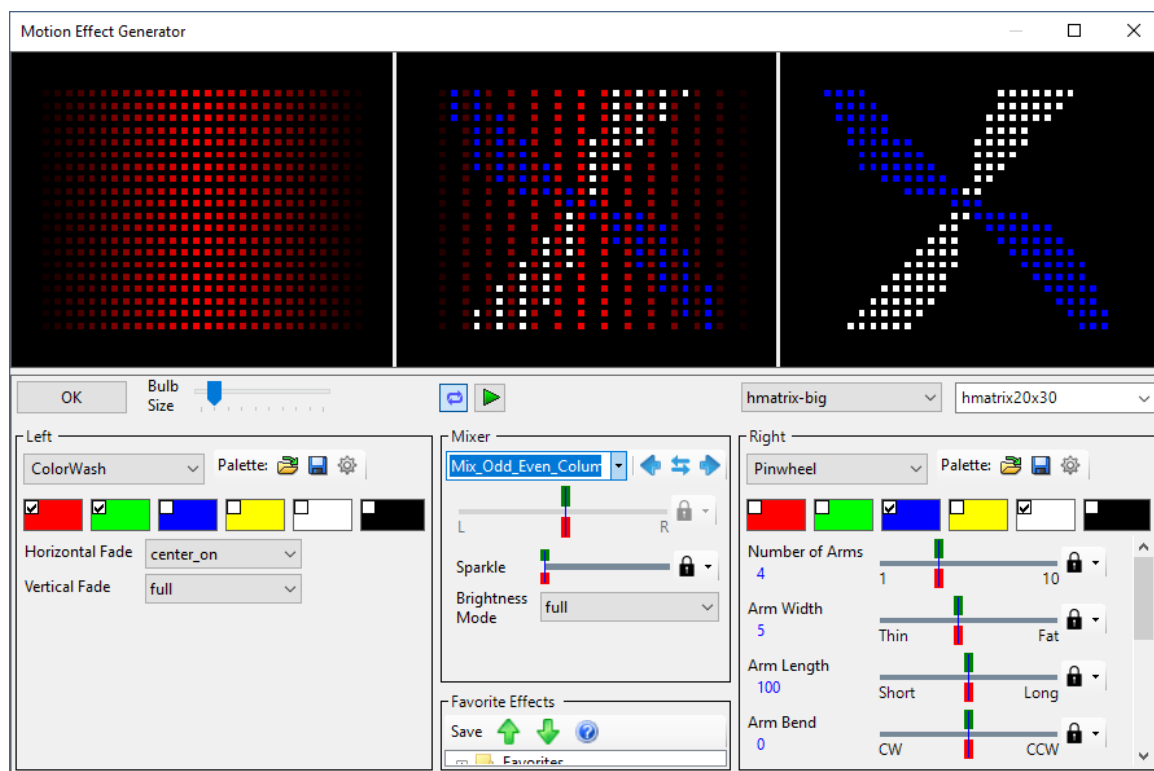 Motion Effect Generator
OK
Bulb
Size
hmatrix-big
hmatrix20x30
Left
ColorWash
Palette:
Horizontal Fade
center_on
Vertical Fade
full
Mixer
Mix_Odd_Even_Colum
L
R
Sparkle
Brightness
Mode
full
Favorite Effects
Save
Favorites
Right
Pinwheel
Palette:
Number of Arms
4
1
10
Arm Width
5
Thin
Fat
Arm Length
100
Short
Long
Arm Bend
0
CW
CCW